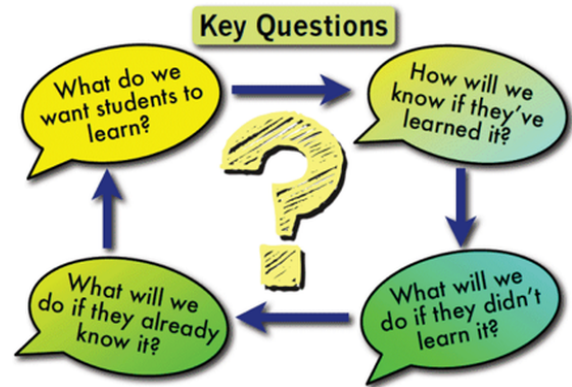 Key Questions
What do we
want students to
learn?
How will we
know if they've
learned it?
What will we
do if they didn't
learn it?
What will we
do if they already
know it?